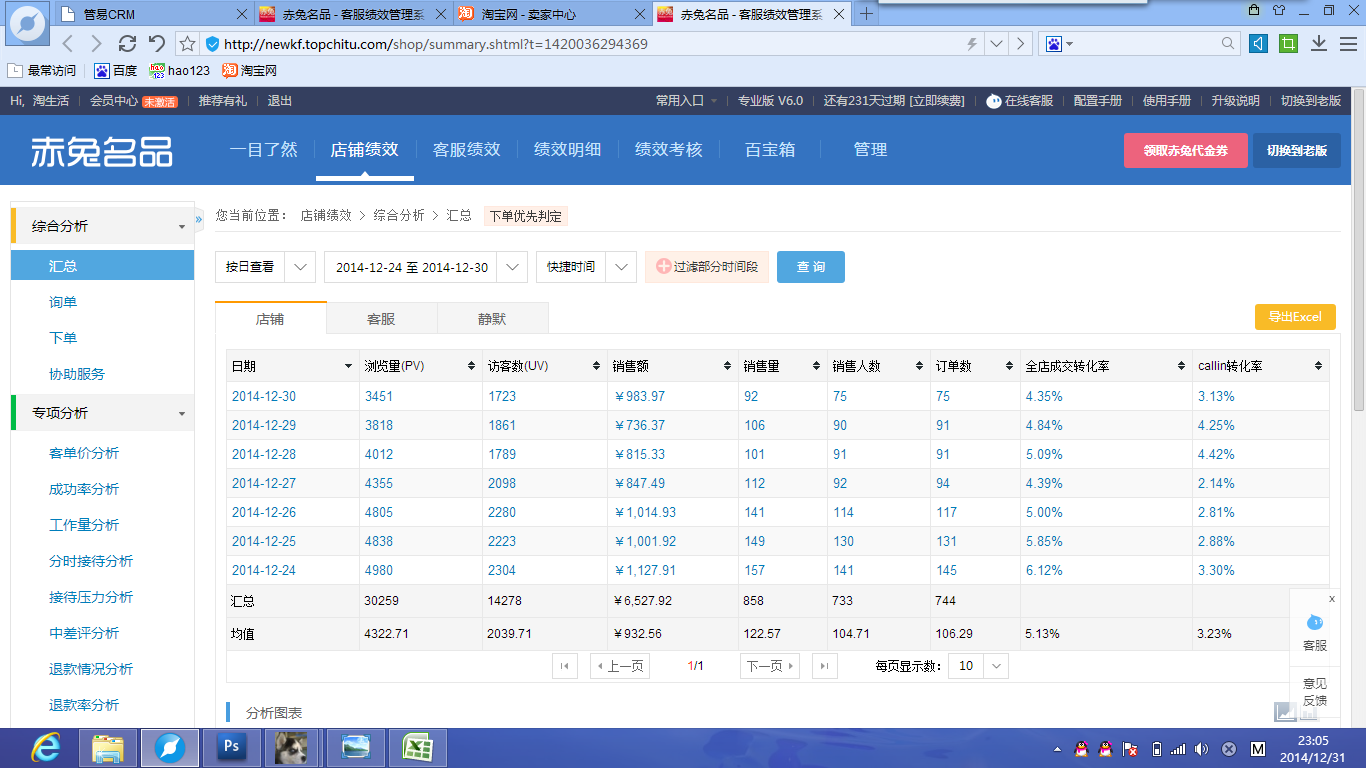 管易CRM 赤兔名品 - 客服绩效管理系 淘宝网 - 卖家中心 赤兔名品 - 客服绩效管理系
http://newkf.topchitu.com/shop/summary.shtml?t=1420036294369
最常访问 百度 hao123 淘宝网
Hi, 淘生活 会员中心 未激活 推荐有礼 退出 常用入口 专业版 V6.0 还有231天过期 [立即续费] 在线客服 配置手册 使用手册 升级说明 切换到老版
赤兔名品 一目了然 店铺绩效 客服绩效 绩效明细 绩效考核 百宝箱 管理 领取赤兔代金券 切换到老版
综合分析
汇总
询单
下单
协助服务
专项分析
客单价分析
成功率分析
工作量分析
分时接待分析
接待压力分析
中差评分析
退款情况分析
退款率分析
您当前位置: 店铺绩效 > 综合分析 > 汇总 下单优先判定
按日查看 2014-12-24 至 2014-12-30 快捷时间 过滤部分时间段 查 询
店铺 客服 静默 导出Excel
日期 浏览量(PV) 访客数(UV) 销售额 销售量 销售人数 订单数 全店成交转化率 callin转化率
2014-12-30 3451 1723 ￥983.97 92 75 75 4.35% 3.13%
2014-12-29 3818 1861 ￥736.37 106 90 91 4.84% 4.25%
2014-12-28 4012 1789 ￥815.33 101 91 91 5.09% 4.42%
2014-12-27 4355 2098 ￥847.49 112 92 94 4.39% 2.14%
2014-12-26 4805 2280 ￥1,014.93 141 114 117 5.00% 2.81%
2014-12-25 4838 2223 ￥1,001.92 149 130 131 5.85% 2.88%
2014-12-24 4980 2304 ￥1,127.91 157 141 145 6.12% 3.30%
汇总 30259 14278 ￥6,527.92 858 733 744
均值 4322.71 2039.71 ￥932.56 122.57 104.71 106.29 5.13% 3.23%
上一页 1/1 下一页 每页显示数: 10
分析图表
x
客服
意见
反馈
Ps
M
23:05
2014/12/31